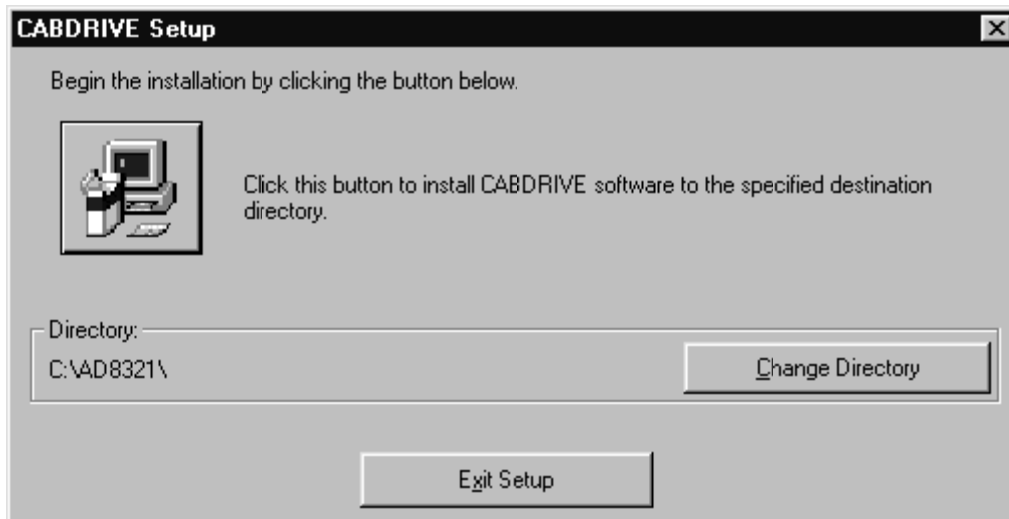 CABDRIVE Setup
Begin the installation by clicking the button below.
Click this button to install CABDRIVE software to the specified destination
directory.
Directory:
C:\AD8321\
Change Directory
Exit Setup